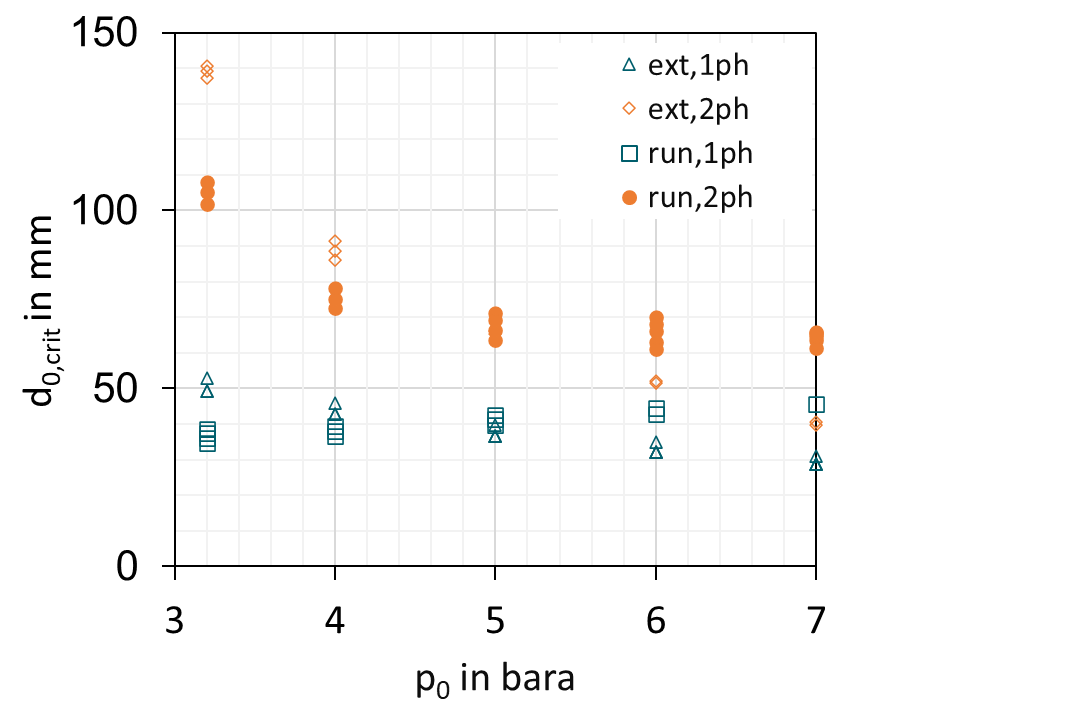 150
100
50
0
d0,crit in mm
ext,1ph
ext,2ph
run,1ph
run,2ph
3 4 5 6 7
p0 in bara